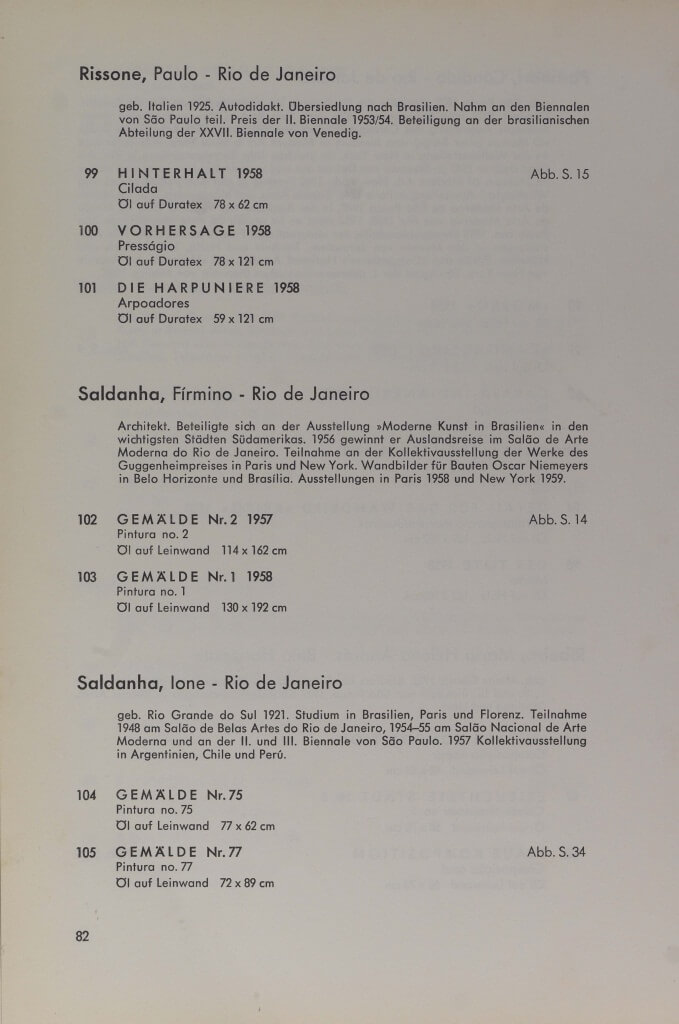 Rissone, Paulo - Rio de Janeiro
geb. Italien 1925. Autodidakt. Übersiedlung nach Brasilien. Nahm an den Biennalen
von São Paulo teil. Preis der II. Biennale 1953/54. Beteiligung an der brasilianischen
Abteilung der XXVII. Biennale von Venedig.
99 HINTERHALT 1958 Abb. S. 15
Cilada
Öl auf Duratex 78 x 62 cm
100 VORHERSAGE 1958
Presságio
Öl auf Duratex 78 x 121 cm
101 DIE HARPUNIERE 1958
Arpoadores
Öl auf Duratex 59 x 121 cm
Saldanha, Fírmino - Rio de Janeiro
Architekt. Beteiligte sich an der Ausstellung »Moderne Kunst in Brasilien« in den
wichtigsten Städten Südamerikas. 1956 gewinnt er Auslandsreise im Salão de Arte
Moderna do Rio de Janeiro. Teilnahme an der Kollektivausstellung der Werke des
Guggenheimpreises in Paris und New York. Wandbilder für Bauten Oscar Niemeyers
in Belo Horizonte und Brasília. Ausstellungen in Paris 1958 und New York 1959.
102 GEMÄLDE Nr. 2 1957 Abb. S. 14
Pintura no. 2
Öl auf Leinwand 114 x 162 cm
103 GEMÄLDE Nr. 1 1958
Pintura no. 1
Öl auf Leinwand 130 x 192 cm
Saldanha, Ione - Rio de Janeiro
geb. Rio Grande do Sul 1921. Studium in Brasilien, Paris und Florenz. Teilnahme
1948 am Salão de Belas Artes do Rio de Janeiro, 1954–55 am Salão Nacional de Arte
Moderna und an der II. und III. Biennale von São Paulo. 1957 Kollektivausstellung
in Argentinien, Chile und Perú.
104 GEMÄLDE Nr. 75
Pintura no. 75
Öl auf Leinwand 77 x 62 cm
105 GEMÄLDE Nr. 77 Abb. S. 34
Pintura no. 77
Öl auf Leinwand 72 x 89 cm
82